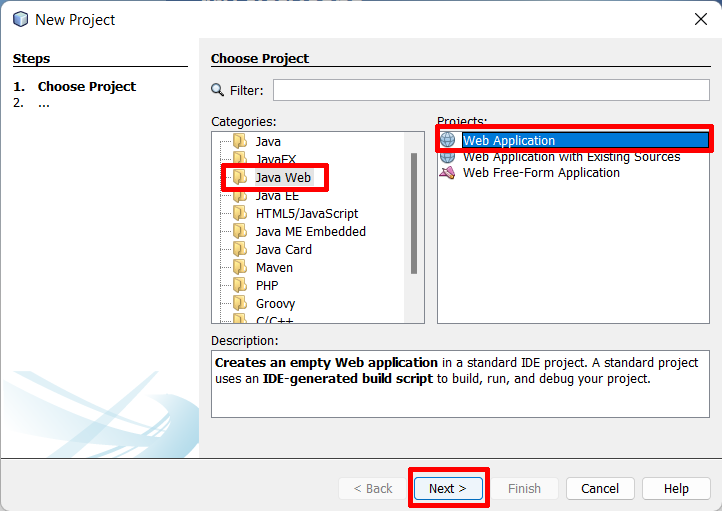 New Project
Steps
1. Choose Project
2. ...
Choose Project
Filter:
Categories:
Java
JavaFX
Java Web
Java EE
HTML5/JavaScript
Java ME Embedded
Java Card
Maven
PHP
Groovy
C/C++
Projects:
Web Application
Web Application with Existing Sources
Web Free-Form Application
Description:
Creates an empty Web application in a standard IDE project. A standard project
uses an IDE-generated build script to build, run, and debug your project.
< Back
Next >
Finish
Cancel
Help